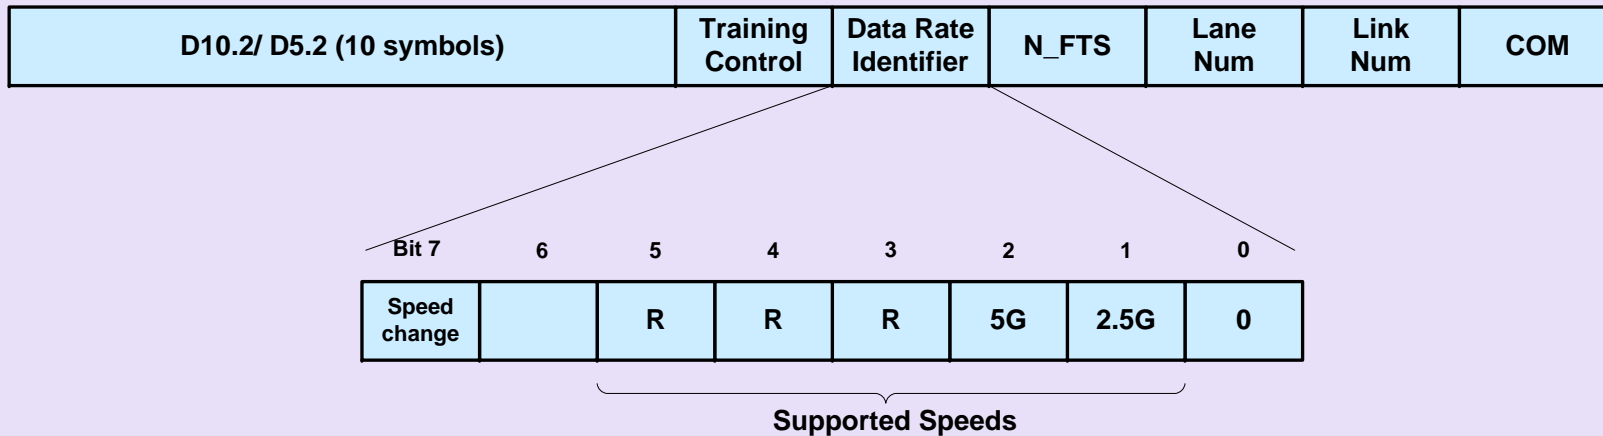 D10.2/ D5.2 (10 symbols)
Training
Control
Data Rate
Identifier
N_FTS
Lane
Num
Link
Num
COM
Bit 7 6 5 4 3 2 1 0
Speed
change
R R R 5G 2.5G 0
Supported Speeds